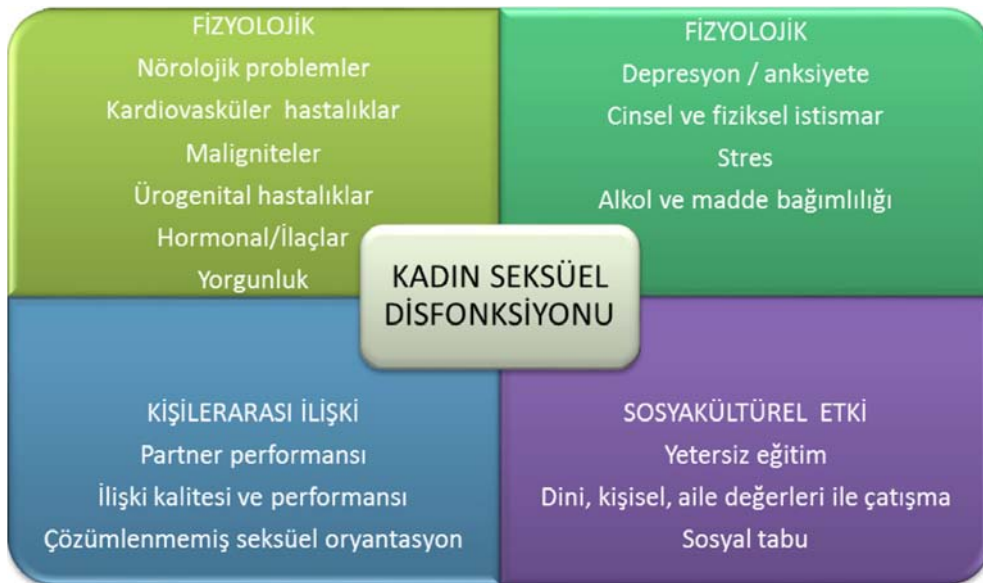 FİZYOLOJİK
Nörolojik problemler
Kardiovasküler hastalıklar
Maligniteler
Ürogenital hastalıklar
Hormonal/İlaçlar
Yorgunluk
FİZYOLOJİK
Depresyon / anksiyete
Cinsel ve fiziksel istismar
Stres
Alkol ve madde bağımlılığı
KADIN SEKSÜEL
DİSFONKSİYONU
KİŞİLERARASI İLİŞKİ
Partner performansı
İlişki kalitesi ve performansı
Çözümlenmemiş seksüel oryantasyon
SOSYAKÜLTÜREL ETKİ
Yetersiz eğitim
Dini, kişisel, aile değerleri ile çatışma
Sosyal tabu